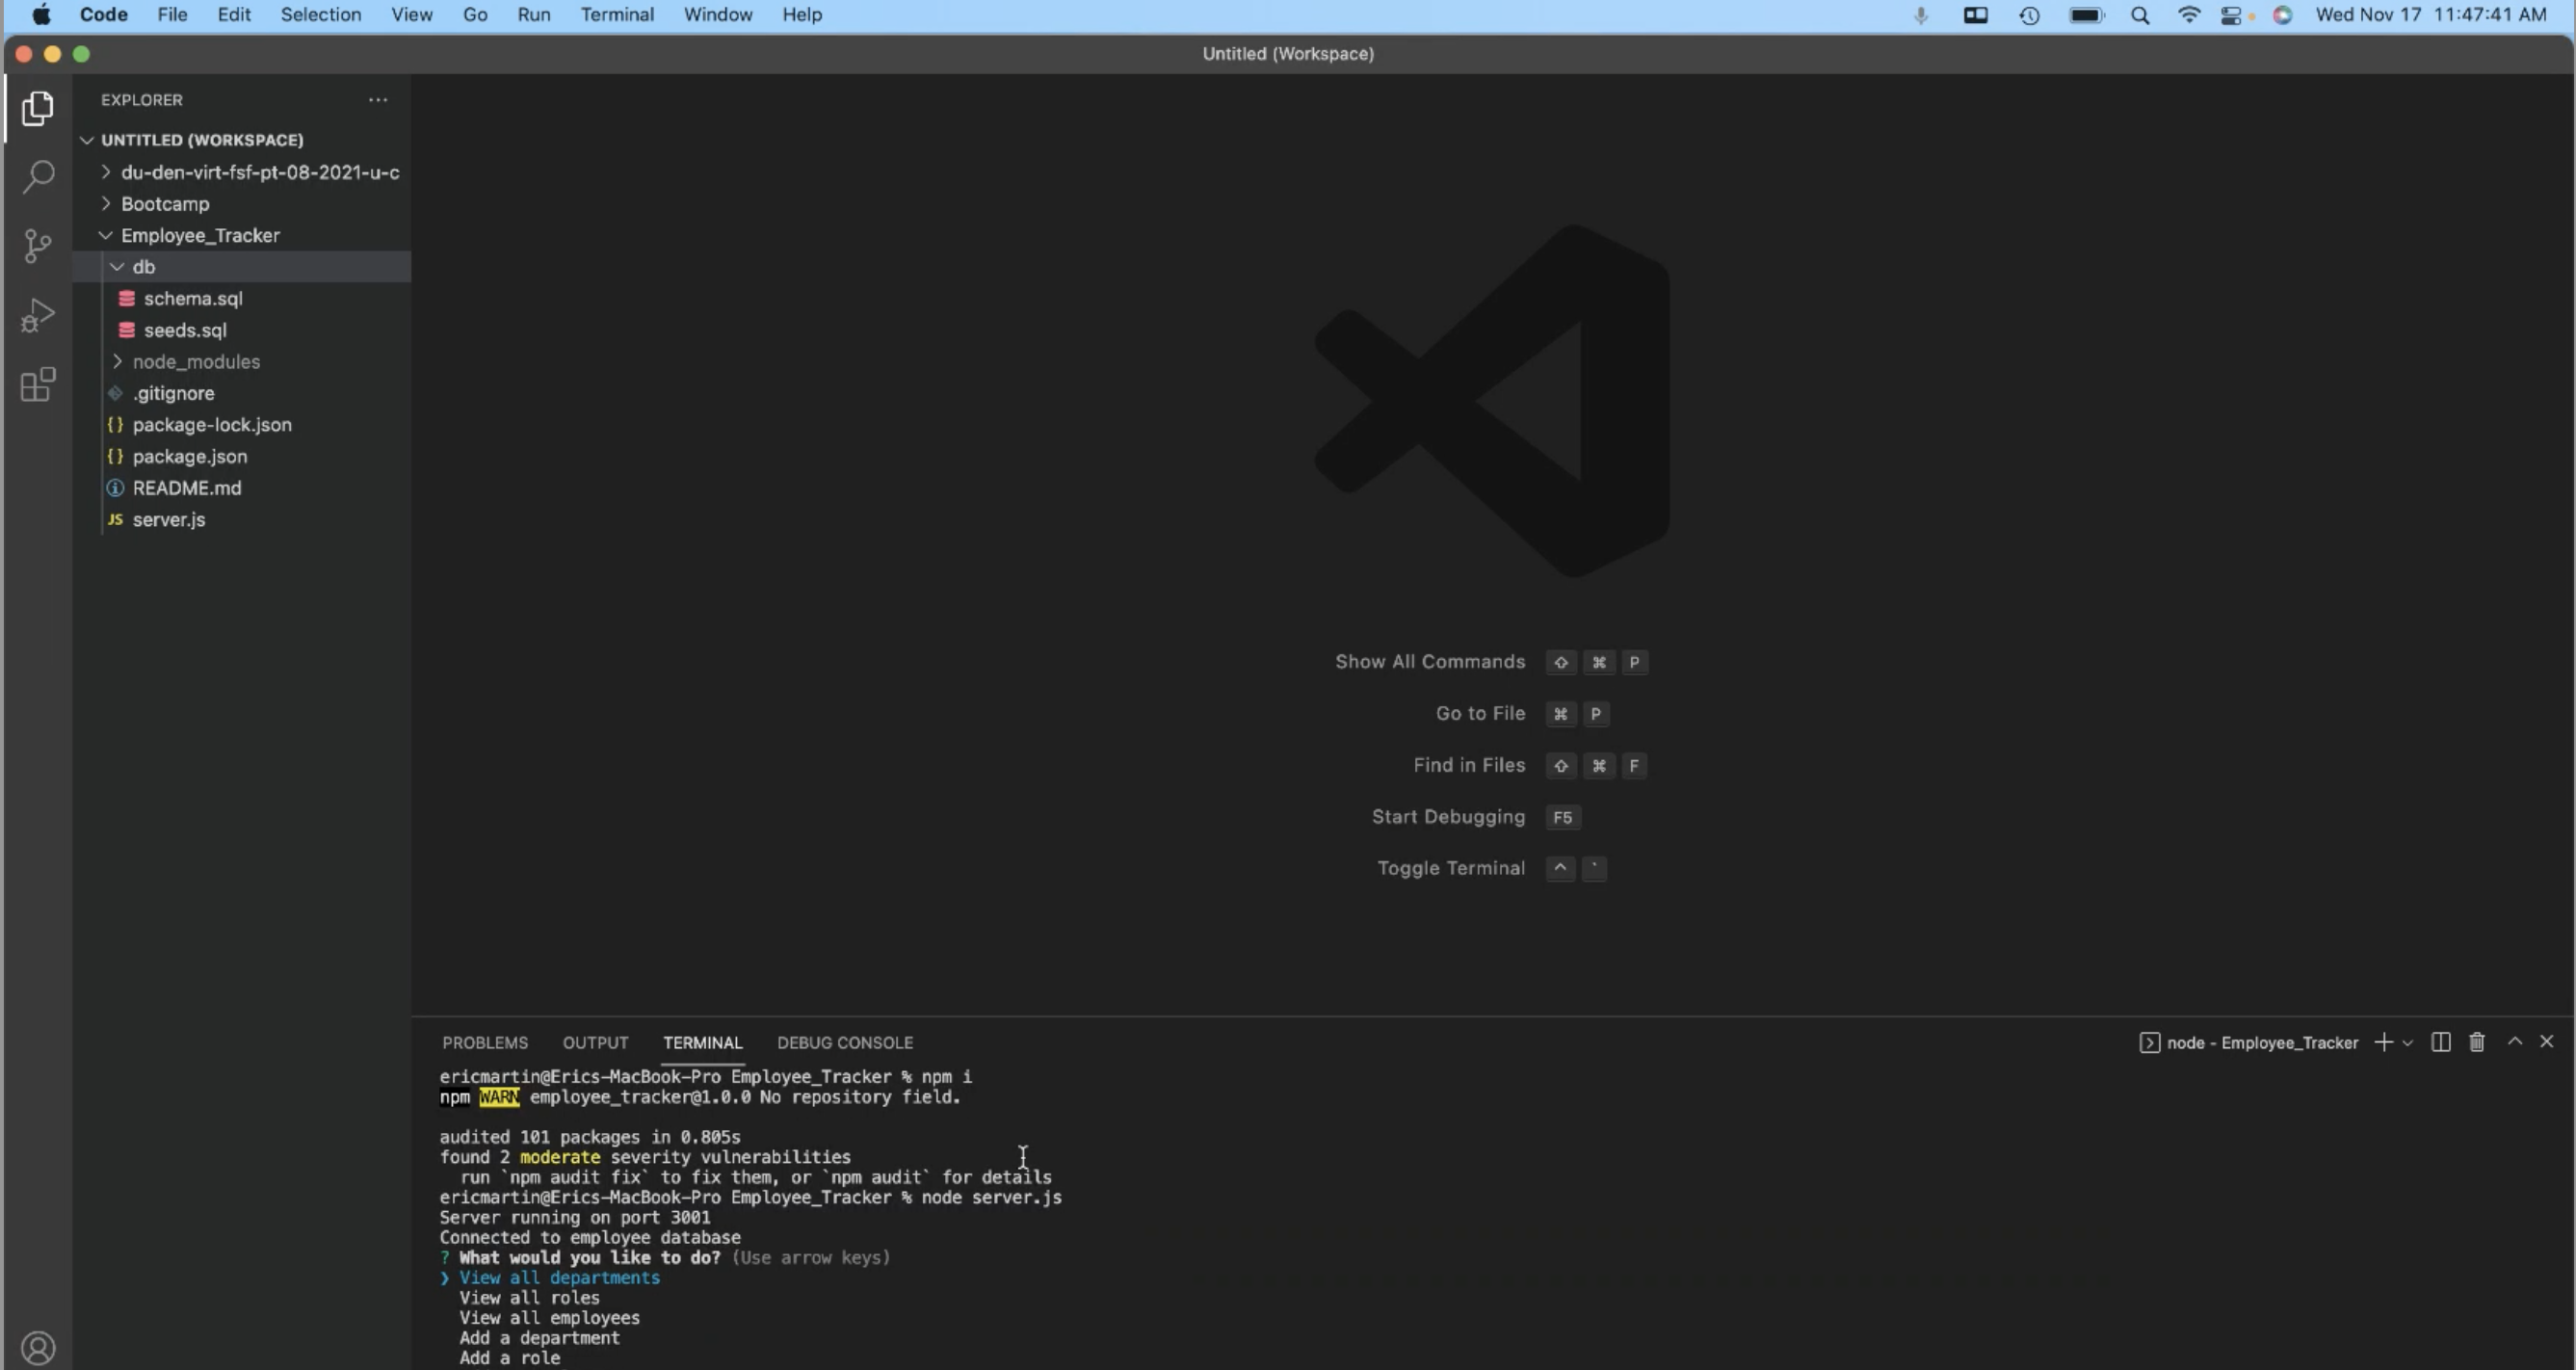 Code File Edit Selection View Go Run Terminal Window Help Wed Nov 17 11:47:41 AM
Untitled (Workspace)
EXPLORER ···
UNTITLED (WORKSPACE)
du-den-virt-fsf-pt-08-2021-u-c
Bootcamp
Employee_Tracker
db
schema.sql
seeds.sql
node_modules
.gitignore
{} package-lock.json
{} package.json
README.md
JS server.js
Show All Commands ⇧ ⌘ P
Go to File ⌘ P
Find in Files ⇧ ⌘ F
Start Debugging F5
Toggle Terminal ^ `
PROBLEMS OUTPUT TERMINAL DEBUG CONSOLE node - Employee_Tracker
ericmartin@Erics-MacBook-Pro Employee_Tracker % npm i
npm WARN employee_tracker@1.0.0 No repository field.
audited 101 packages in 0.805s
found 2 moderate severity vulnerabilities
run `npm audit fix` to fix them, or `npm audit` for details
ericmartin@Erics-MacBook-Pro Employee_Tracker % node server.js
Server running on port 3001
Connected to employee database
? What would you like to do? (Use arrow keys)
❯ View all departments
View all roles
View all employees
Add a department
Add a role